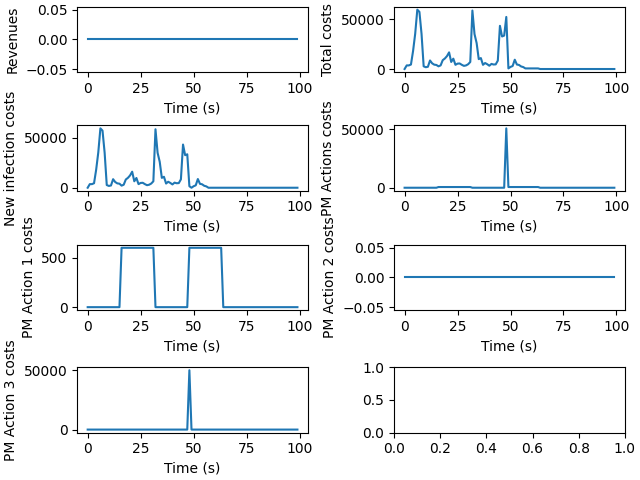 Revenues
0.05
0.00
−0.05
0 25 50 75 100
Time (s)
Total costs
50000
0
0 25 50 75 100
Time (s)
New infection costs
50000
0
0 25 50 75 100
Time (s)
PM Actions costs
50000
0
0 25 50 75 100
Time (s)
PM Action 1 costs
500
0
0 25 50 75 100
Time (s)
PM Action 2 costs
0.05
0.00
−0.05
0 25 50 75 100
Time (s)
PM Action 3 costs
50000
0
0 25 50 75 100
Time (s)
1.0
0.5
0.0
0.0 0.2 0.4 0.6 0.8 1.0